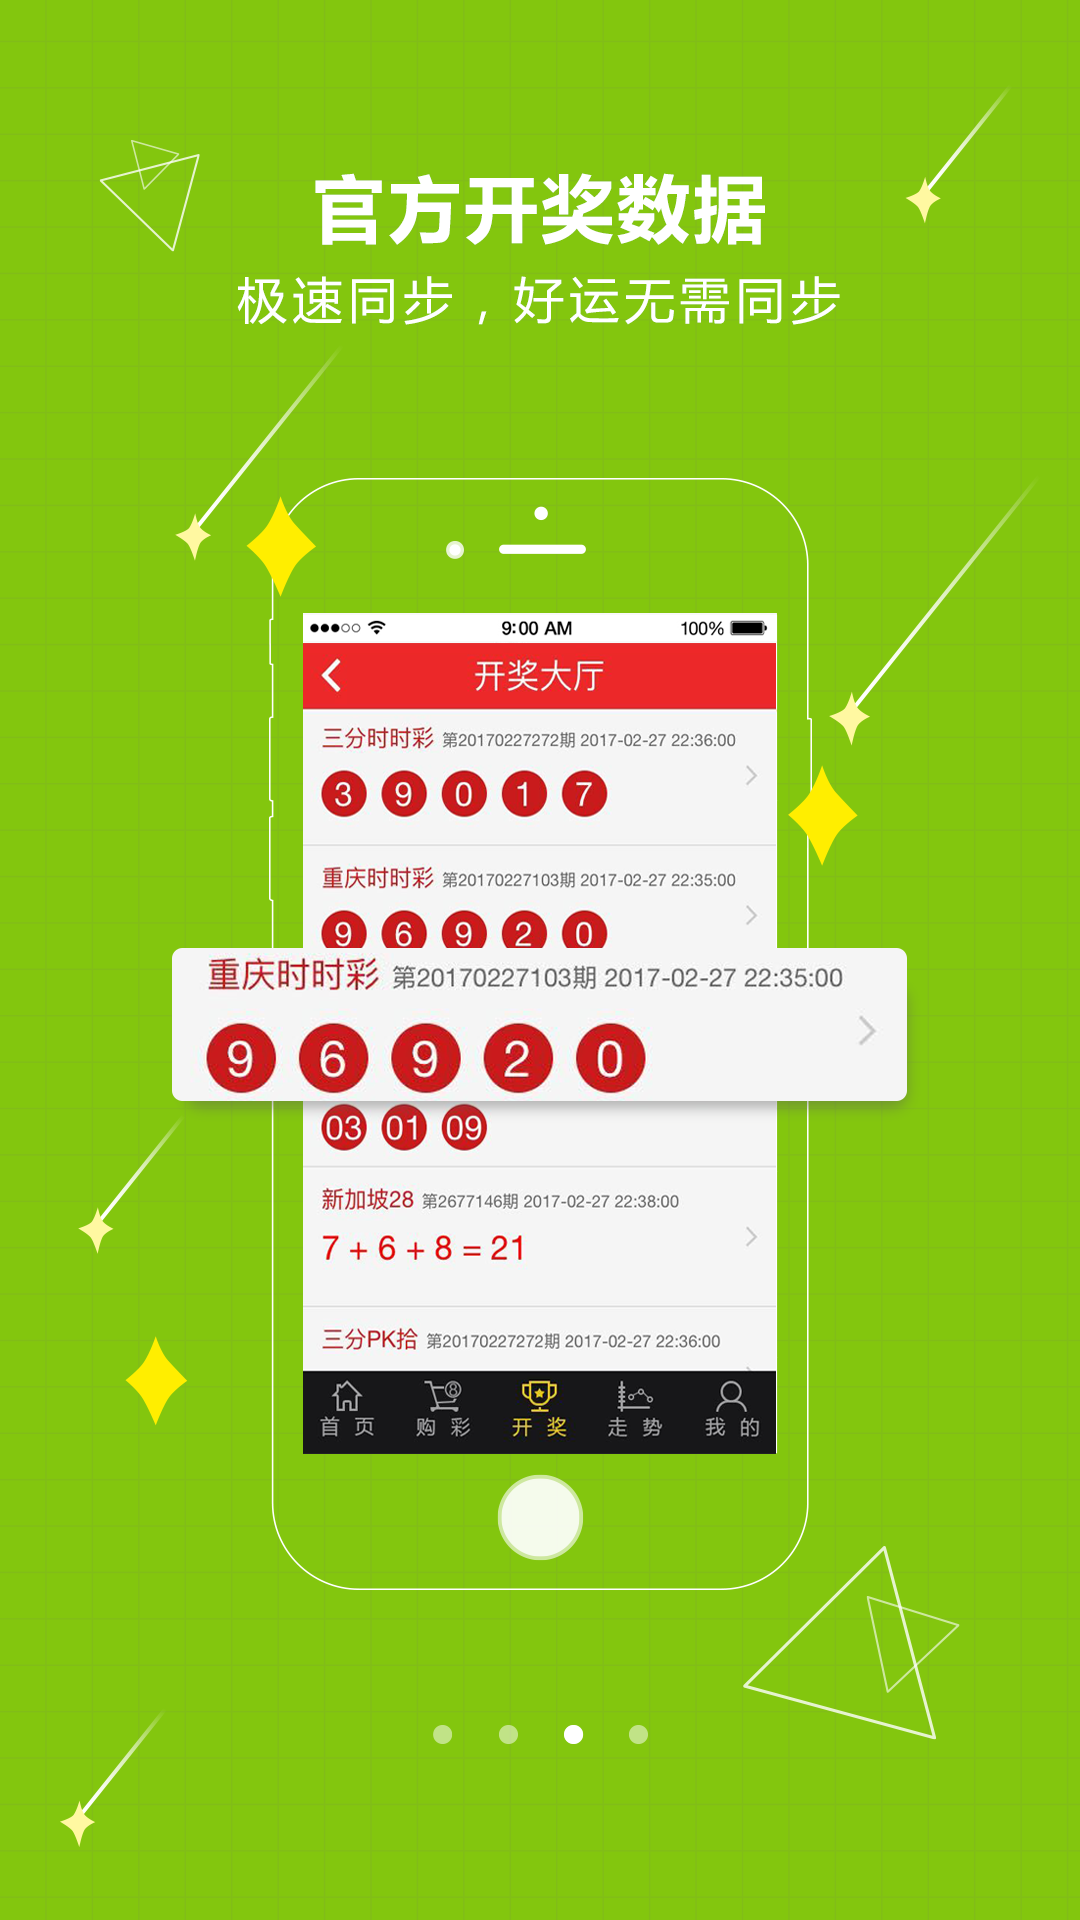 官方开奖数据
极速同步，好运无需同步
9:00 AM 100%
开奖大厅
三分时时彩 第20170227272期 2017-02-27 22:36:00
3 9 0 1 7
重庆时时彩 第20170227103期 2017-02-27 22:35:00
9 6 9 2 0
重庆时时彩 第20170227103期 2017-02-27 22:35:00
9 6 9 2 0
03 01 09
新加坡28 第2677146期 2017-02-27 22:38:00
7 + 6 + 8 = 21
三分PK拾 第20170227272期 2017-02-27 22:36:00
8
首页 购彩 开奖 走势 我的